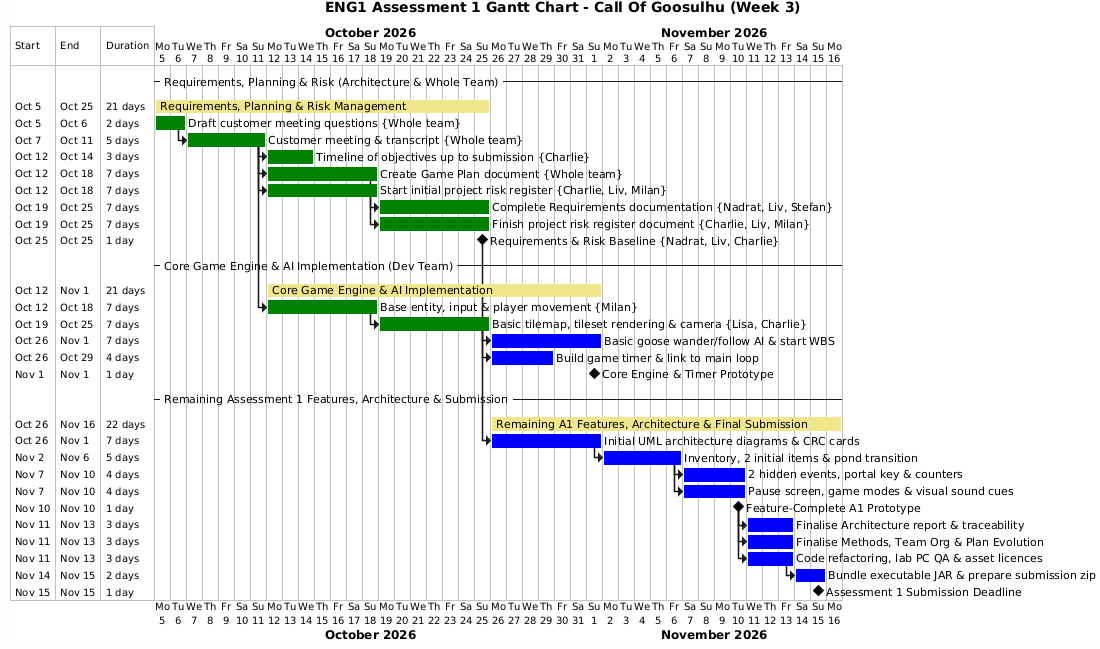 ENG1 Assessment 1 Gantt Chart - Call Of Goosulhu (Week 3)
October 2026 November 2026
Start End Duration Mo Tu We Th Fr Sa Su Mo Tu We Th Fr Sa Su Mo Tu We Th Fr Sa Su Mo Tu We Th Fr Sa Su Mo Tu We Th Fr Sa Su Mo Tu We Th Fr Sa Su Mo
5 6 7 8 9 10 11 12 13 14 15 16 17 18 19 20 21 22 23 24 25 26 27 28 29 30 31 1 2 3 4 5 6 7 8 9 10 11 12 13 14 15 16
Requirements, Planning & Risk (Architecture & Whole Team)
Oct 5 Oct 25 21 days Requirements, Planning & Risk Management
Oct 5 Oct 6 2 days Draft customer meeting questions {Whole team}
Oct 7 Oct 11 5 days Customer meeting & transcript {Whole team}
Oct 12 Oct 14 3 days Timeline of objectives up to submission {Charlie}
Oct 12 Oct 18 7 days Create Game Plan document {Whole team}
Oct 12 Oct 18 7 days Start initial project risk register {Charlie, Liv, Milan}
Oct 19 Oct 25 7 days Complete Requirements documentation {Nadrat, Liv, Stefan}
Oct 19 Oct 25 7 days Finish project risk register document {Charlie, Liv, Milan}
Oct 25 Oct 25 1 day Requirements & Risk Baseline {Nadrat, Liv, Charlie}
Core Game Engine & AI Implementation (Dev Team)
Oct 12 Nov 1 21 days Core Game Engine & AI Implementation
Oct 12 Oct 18 7 days Base entity, input & player movement {Milan}
Oct 19 Oct 25 7 days Basic tilemap, tileset rendering & camera {Lisa, Charlie}
Oct 26 Nov 1 7 days Basic goose wander/follow AI & start WBS
Oct 26 Oct 29 4 days Build game timer & link to main loop
Nov 1 Nov 1 1 day Core Engine & Timer Prototype
Remaining Assessment 1 Features, Architecture & Submission
Oct 26 Nov 16 22 days Remaining A1 Features, Architecture & Final Submission
Oct 26 Nov 1 7 days Initial UML architecture diagrams & CRC cards
Nov 2 Nov 6 5 days Inventory, 2 initial items & pond transition
Nov 7 Nov 10 4 days 2 hidden events, portal key & counters
Nov 7 Nov 10 4 days Pause screen, game modes & visual sound cues
Nov 10 Nov 10 1 day Feature-Complete A1 Prototype
Nov 11 Nov 13 3 days Finalise Architecture report & traceability
Nov 11 Nov 13 3 days Finalise Methods, Team Org & Plan Evolution
Nov 11 Nov 13 3 days Code refactoring, lab PC QA & asset licences
Nov 14 Nov 15 2 days Bundle executable JAR & prepare submission zip
Nov 15 Nov 15 1 day Assessment 1 Submission Deadline
Mo Tu We Th Fr Sa Su Mo Tu We Th Fr Sa Su Mo Tu We Th Fr Sa Su Mo Tu We Th Fr Sa Su Mo Tu We Th Fr Sa Su Mo Tu We Th Fr Sa Su Mo
5 6 7 8 9 10 11 12 13 14 15 16 17 18 19 20 21 22 23 24 25 26 27 28 29 30 31 1 2 3 4 5 6 7 8 9 10 11 12 13 14 15 16
October 2026 November 2026